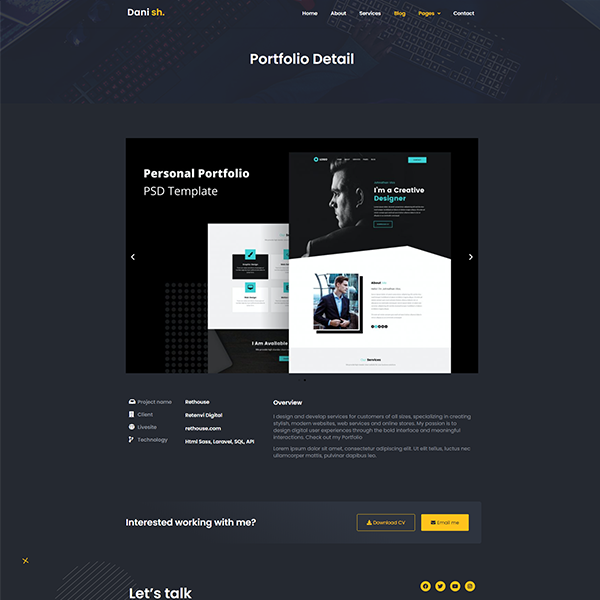 Dani sh.
Home About Services Blog Pages Contact
Portfolio Detail
Personal Portfolio
PSD Template
I'm a Creative
Designer
About
Services
I Am Available
Project name Rethouse
Client Retenvi Digital
Livesite rethouse.com
Technology Html Sass, Laravel, SQL, API
Overview
I design and develop services for customers of all sizes, specializing in creating
stylish, modern websites, web services and online stores. My passion is to
design digital user experiences through the bold interface and meaningful
interactions. Check out my Portfolio
Lorem ipsum dolor sit amet, consectetur adipiscing elit. Ut elit tellus, luctus nec
ullamcorper mattis, pulvinar dapibus leo.
Interested working with me?
Download CV
Email me
Let's talk